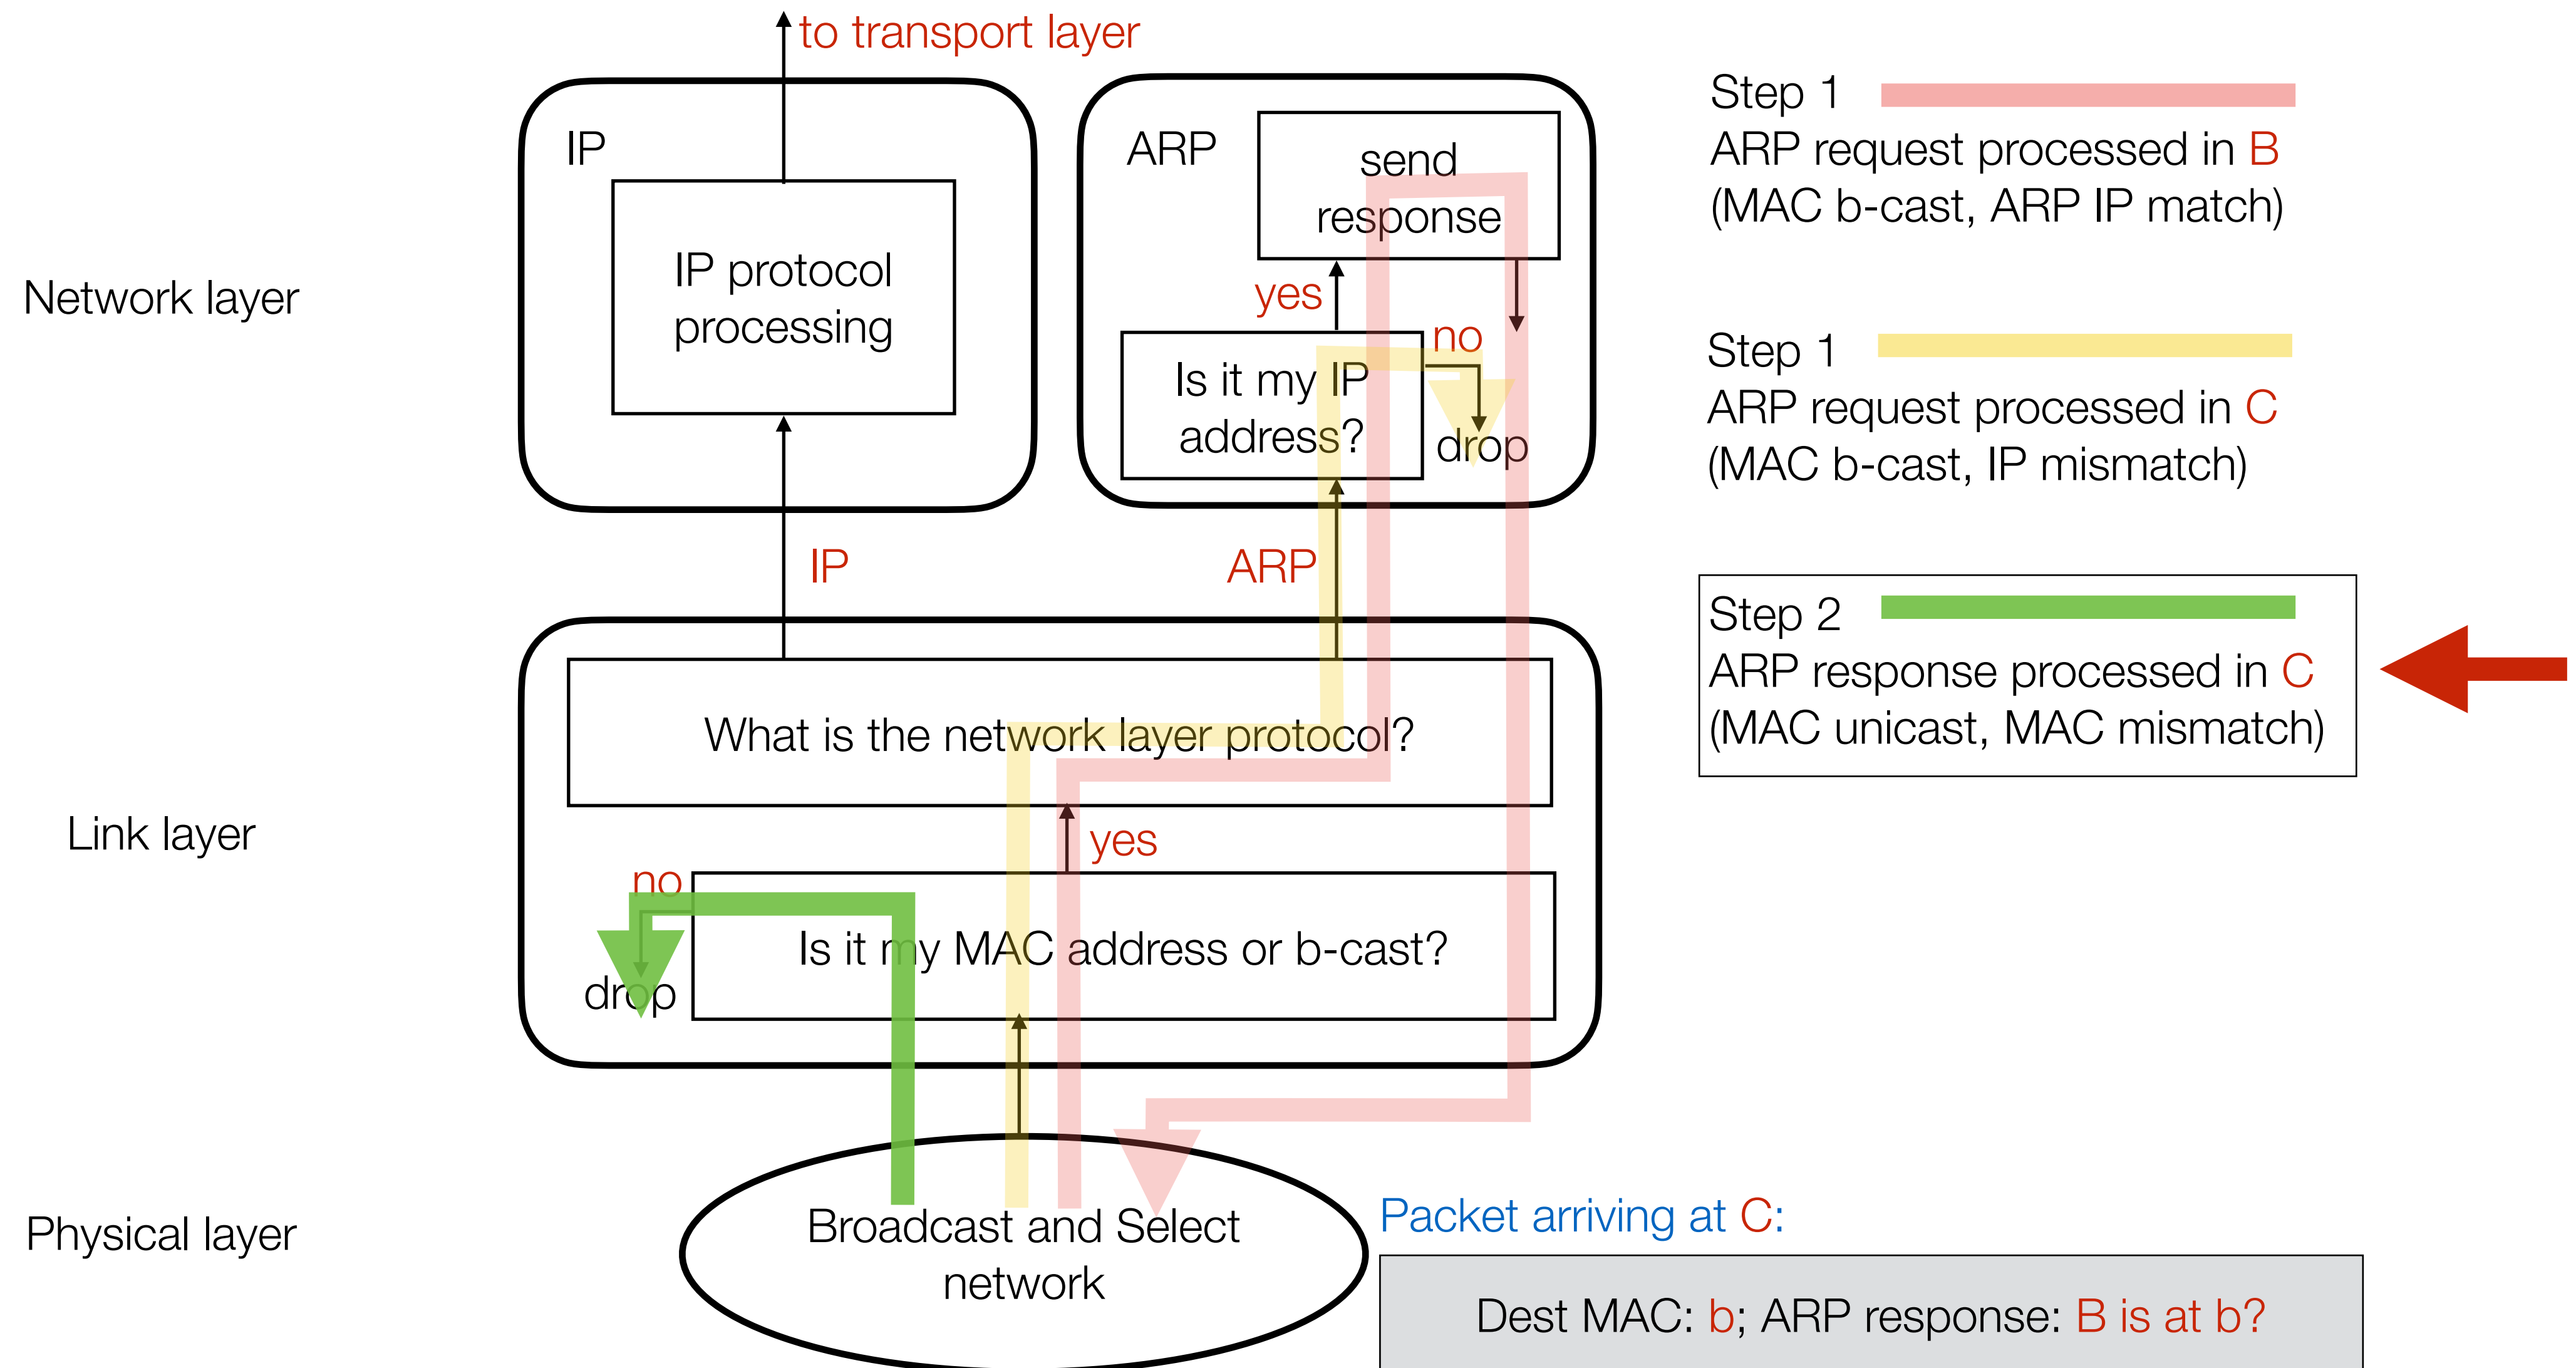 to transport layer
IP
IP protocol
processing
ARP
send
response
yes
no
Is it my IP
address?
drop
Network layer
IP
ARP
What is the network layer protocol?
yes
no
Is it my MAC address or b-cast?
drop
Link layer
Broadcast and Select
network
Physical layer
Step 1
ARP request processed in B
(MAC b-cast, ARP IP match)
Step 1
ARP request processed in C
(MAC b-cast, IP mismatch)
Step 2
ARP response processed in C
(MAC unicast, MAC mismatch)
Packet arriving at C:
Dest MAC: b; ARP response: B is at b?